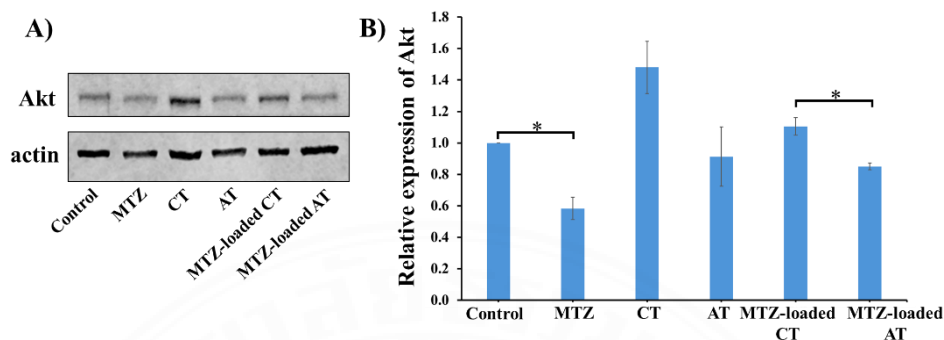 A)
Akt
actin
Control
MTZ
CT
AT
MTZ-loaded CT
MTZ-loaded AT
B)
Relative expression of Akt
1.8
1.6
1.4
1.2
1.0
0.8
0.6
0.4
0.2
0.0
*
*
Control
MTZ
CT
AT
MTZ-loaded
CT
MTZ-loaded
AT